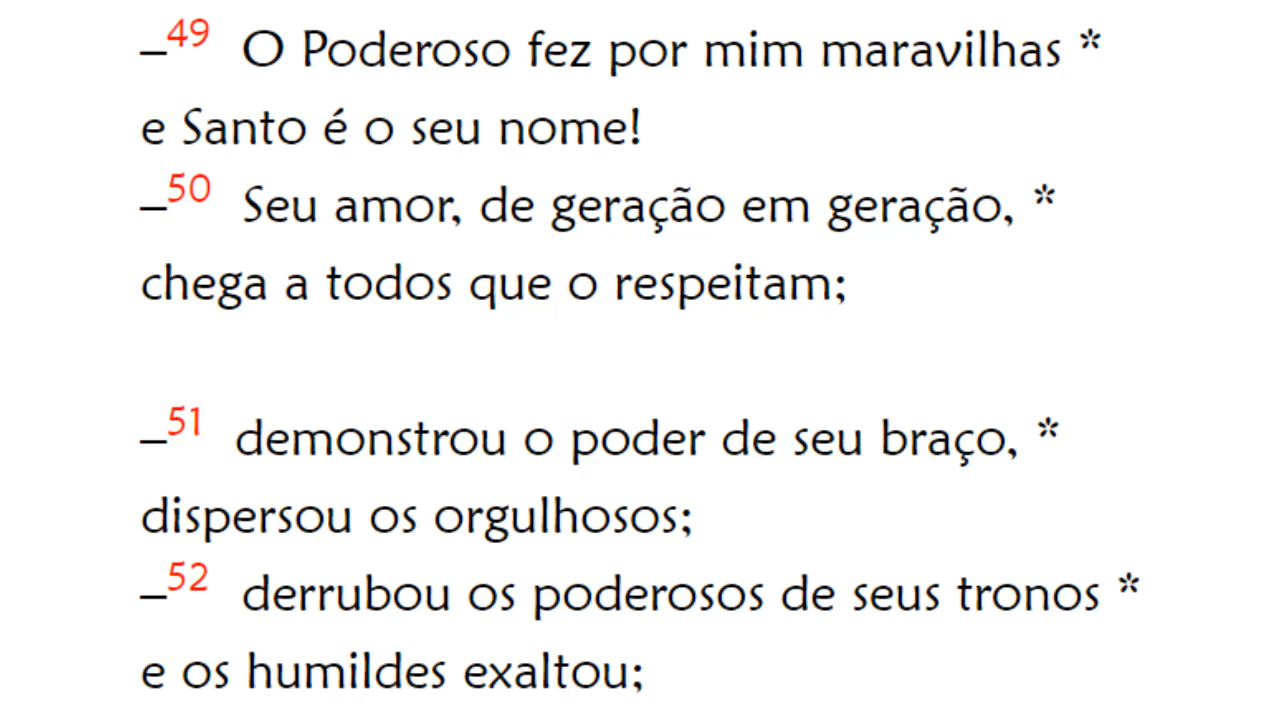 –49 O Poderoso fez por mim maravilhas *
e Santo é o seu nome!
–50 Seu amor, de geração em geração, *
chega a todos que o respeitam;
–51 demonstrou o poder de seu braço, *
dispersou os orgulhosos;
–52 derrubou os poderosos de seus tronos *
e os humildes exaltou;